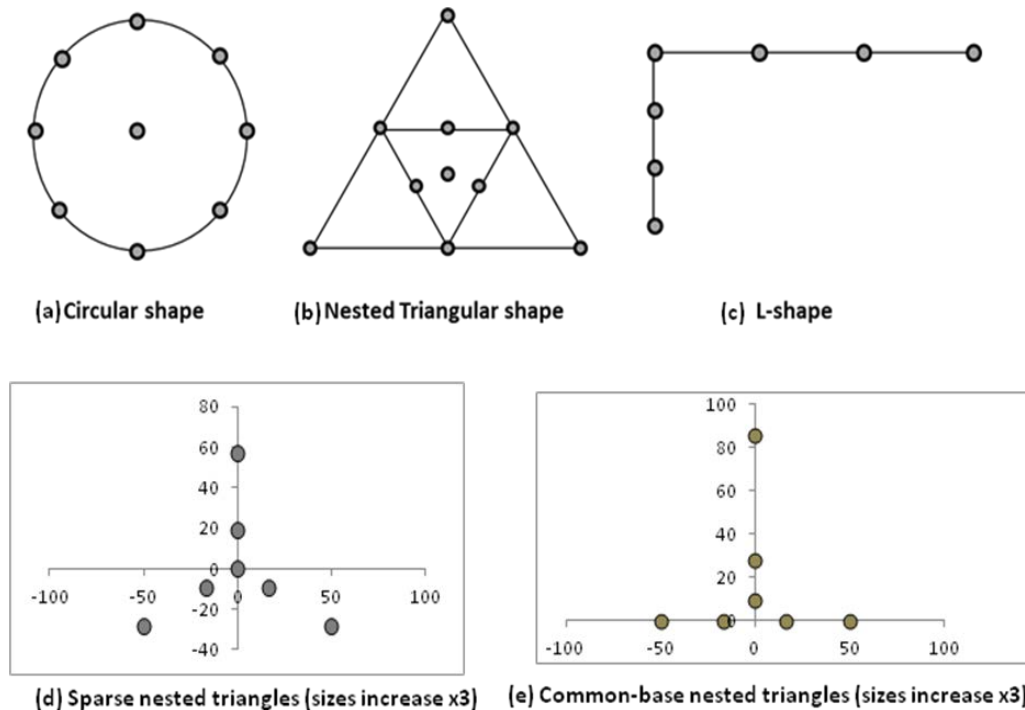 (a) Circular shape
(b) Nested Triangular shape
(c) L-shape
80
60
40
20
0
-20
-40
-100 -50 0 50 100
(d) Sparse nested triangles (sizes increase x3)
100
80
60
40
20
0
-100 -50 0 50 100
(e) Common-base nested triangles (sizes increase x3)